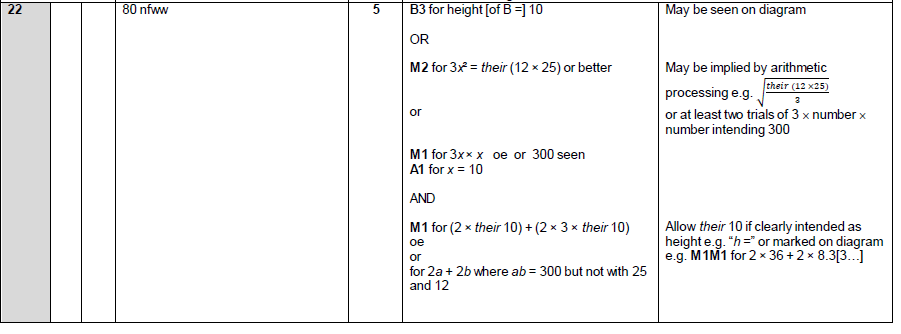 22
80 nfww
5
B3 for height [of B =] 10
May be seen on diagram
OR
M2 for 3x² = their (12 × 25) or better
May be implied by arithmetic
processing e.g. √(their (12 ×25)/3)
or at least two trials of 3 × number ×
number intending 300
or
M1 for 3x × x oe or 300 seen
A1 for x = 10
AND
M1 for (2 × their 10) + (2 × 3 × their 10)
oe
or
for 2a + 2b where ab = 300 but not with 25
and 12
Allow their 10 if clearly intended as
height e.g. “h =” or marked on diagram
e.g. M1M1 for 2 × 36 + 2 × 8.3[3…]